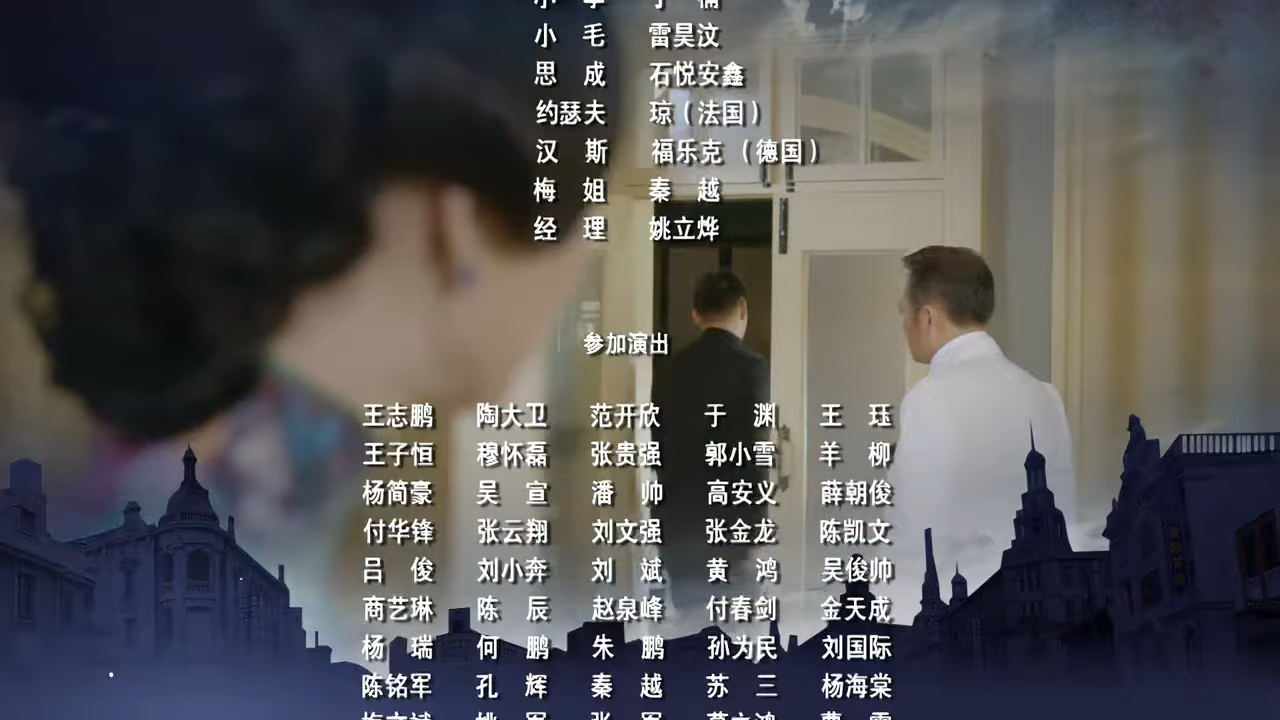 小 毛 雷昊汶
思 成 石悦安鑫
约瑟夫 琼（法国）
汉 斯 福乐克（德国）
梅 姐 秦 越
经 理 姚立烨
参加演出
王志鹏 陶大卫 范开欣 于 渊 王 珏
王子恒 穆怀磊 张贵强 郭小雪 羊 柳
杨简豪 吴 宣 潘 帅 高安义 薛朝俊
付华锋 张云翔 刘文强 张金龙 陈凯文
吕 俊 刘小奔 刘 斌 黄 鸿 吴俊帅
商艺琳 陈 辰 赵泉峰 付春剑 金天成
杨 瑞 何 鹏 朱 鹏 孙为民 刘国际
陈铭军 孔 辉 秦 越 苏 三 杨海棠